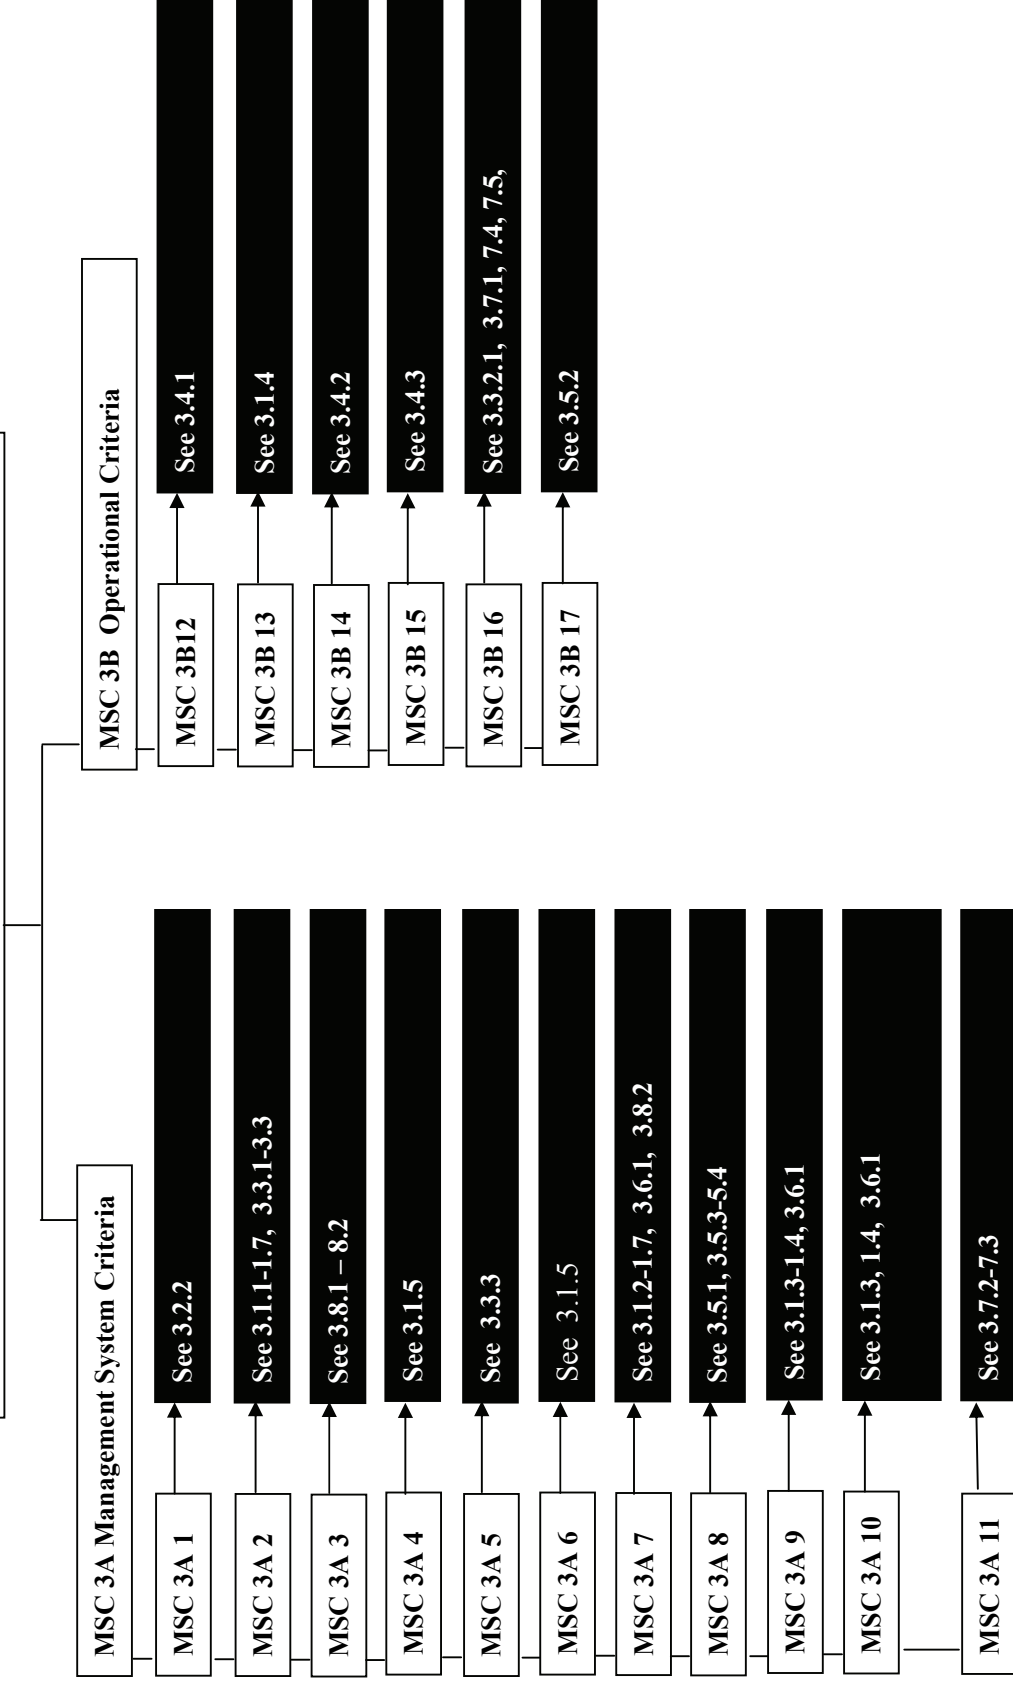 MSC 3A Management System Criteria
MSC 3A 1
See 3.2.2
MSC 3A 2
See 3.1.1-1.7, 3.3.1-3.3
MSC 3A 3
See 3.8.1 – 8.2
MSC 3A 4
See 3.1.5
MSC 3A 5
See 3.3.3
MSC 3A 6
See 3.1.5
MSC 3A 7
See 3.1.2-1.7, 3.6.1, 3.8.2
MSC 3A 8
See 3.5.1, 3.5.3-5.4
MSC 3A 9
See 3.1.3-1.4, 3.6.1
MSC 3A 10
See 3.1.3, 1.4, 3.6.1
MSC 3A 11
See 3.7.2-7.3
MSC 3B Operational Criteria
MSC 3B12
See 3.4.1
MSC 3B 13
See 3.1.4
MSC 3B 14
See 3.4.2
MSC 3B 15
See 3.4.3
MSC 3B 16
See 3.3.2.1, 3.7.1, 7.4, 7.5,
MSC 3B 17
See 3.5.2